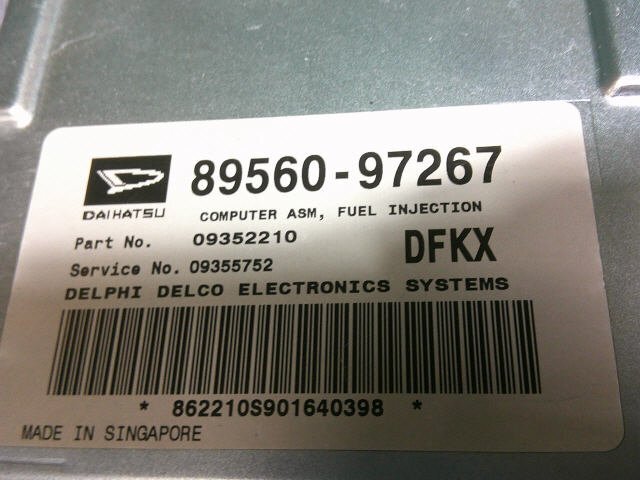 89560-97267
DAIHATSU
COMPUTER ASM, FUEL INJECTION
Part No. 09352210
DFKX
Service No. 09355752
DELPHI DELCO ELECTRONICS SYSTEMS
* 862210S901640398 *
MADE IN SINGAPORE